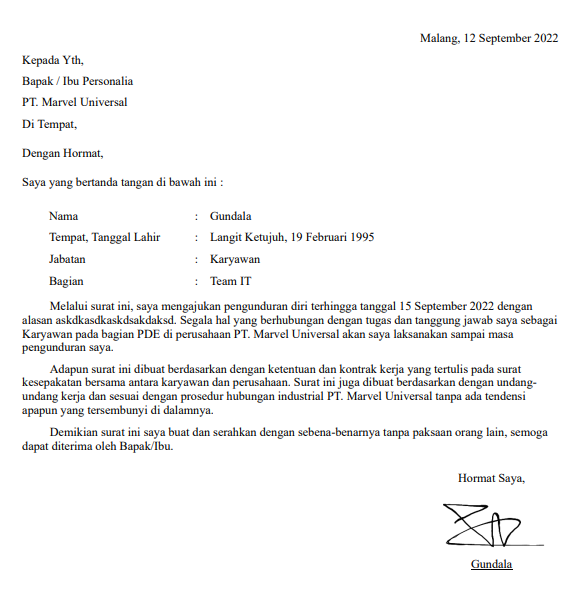 Malang, 12 September 2022
Kepada Yth,
Bapak / Ibu Personalia
PT. Marvel Universal
Di Tempat,
Dengan Hormat,
Saya yang bertanda tangan di bawah ini :
Nama : Gundala
Tempat, Tanggal Lahir : Langit Ketujuh, 19 Februari 1995
Jabatan : Karyawan
Bagian : Team IT
Melalui surat ini, saya mengajukan pengunduran diri terhingga tanggal 15 September 2022 dengan
alasan askdkasdkaskdsakdaksd. Segala hal yang berhubungan dengan tugas dan tanggung jawab saya sebagai
Karyawan pada bagian PDE di perusahaan PT. Marvel Universal akan saya laksanakan sampai masa
pengunduran saya.
Adapun surat ini dibuat berdasarkan dengan ketentuan dan kontrak kerja yang tertulis pada surat
kesepakatan bersama antara karyawan dan perusahaan. Surat ini juga dibuat berdasarkan dengan undang-
undang kerja dan sesuai dengan prosedur hubungan industrial PT. Marvel Universal tanpa ada tendensi
apapun yang tersembunyi di dalamnya.
Demikian surat ini saya buat dan serahkan dengan sebena-benarnya tanpa paksaan orang lain, semoga
dapat diterima oleh Bapak/Ibu.
Hormat Saya,
Gundala